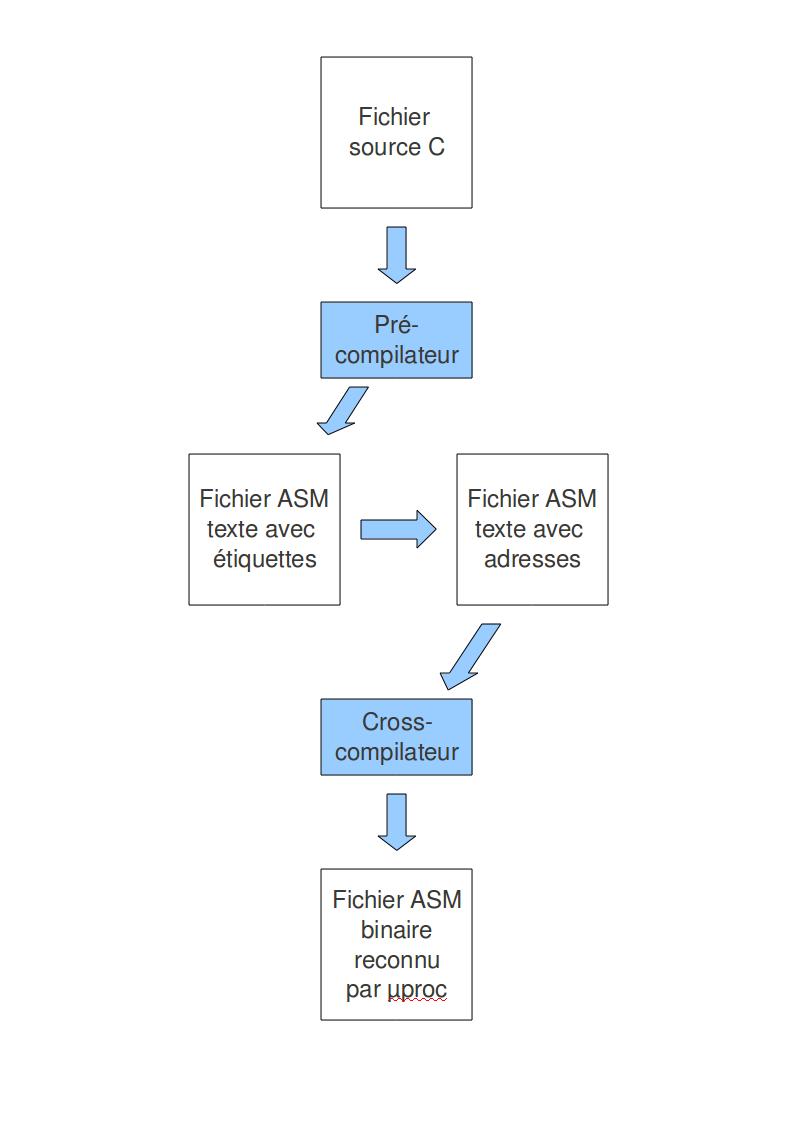 Fichier
source C
Pré-
compilateur
Fichier ASM
texte avec
étiquettes
Fichier ASM
texte avec
adresses
Cross-
compilateur
Fichier ASM
binaire
reconnu
par µproc